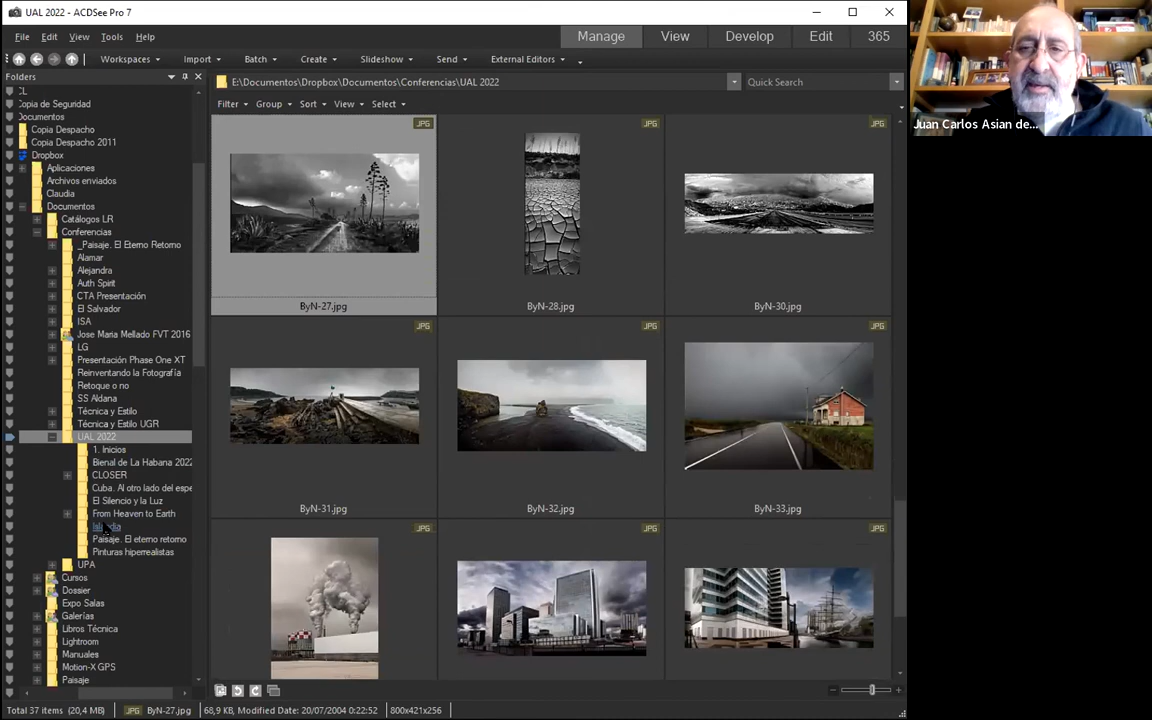 UAL 2022 - ACDSee Pro 7
File Edit View Tools Help
Manage View Develop Edit 365
Workspaces Import Batch Create Slideshow Send External Editors
Folders
E:\Documentos\Dropbox\Documentos\Conferencias\UAL 2022
Quick Search
Filter Group Sort View Select
CL
Copia de Seguridad
Documentos
Copia Despacho
Copia Despacho 2011
Dropbox
Aplicaciones
Archivos enviados
Claudia
Documentos
Catálogos LR
Conferencias
_Paisaje. El Eterno Retorno
Alamar
Alejandra
Auth Spirit
CTA Presentación
El Salvador
ISA
Jose Maria Mellado FVT 2016
LG
Presentación Phase One XT
Reinventando la Fotografía
Retoque o no
SS Aldana
Técnica y Estilo
Técnica y Estilo UGR
UAL 2022
1. Inicios
Bienal de La Habana 2022
CLOSER
Cuba. Al otro lado del espe
El Silencio y la Luz
From Heaven to Earth
Paisaje. El eterno retorno
Pinturas hiperrealistas
UPA
Cursos
Dossier
Expo Salas
Galerías
Libros Técnica
Lightroom
Manuales
Motion-X GPS
Paisaje
JPG JPG JPG
ByN-27.jpg ByN-28.jpg ByN-30.jpg
JPG JPG JPG
ByN-31.jpg ByN-32.jpg ByN-33.jpg
JPG JPG JPG
Total 37 items (20,4 MB) JPG ByN-27.jpg 68,9 KB, Modified Date: 20/07/2004 0:22:52 800x421x256
Juan Carlos Asian de...